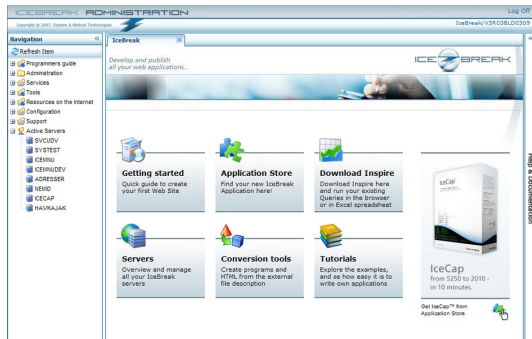 ICEBREAK ADMINISTRATION
Log Off
Copyright © 2007, System & Method Technologies
IceBreak/V3R03BLD0309
Navigation «
IceBreak
«
Refresh Item
Programmers guide
Administration
Services
Tools
Resources on the Internet
Configuration
Support
Active Servers
SVCUDV
SYSTEST
ICEMNU
ICEMNUDEV
ADRESSER
NEMID
ICECAP
HAVKAJAK
Develop and publish
all your web applications...
ICE BREAK
Getting started
Quick guide to create
your first Web Site
Application Store
Find your new IceBreak
Application here!
Download Inspire
Download Inspire here
and run your existing
Queries in the browser
or in Excel spreadsheet
Servers
Overview and manage
all your IceBreak
servers
Conversion tools
Create programs and
HTML from the external
file description
Tutorials
Explore the examples,
and se how easy it is to
write own applications
IceCap
IceCap
from 5250 to 2010 -
in 10 minutes.
Get IceCap™ from
Application Store
Help & Documentation